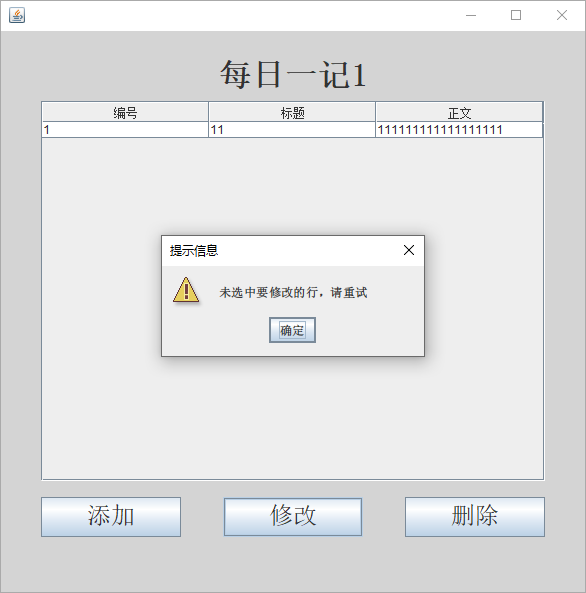 每日一记1
编号 标题 正文
1 11 111111111111111111
提示信息
未选中要修改的行，请重试
确定
添加 修改 删除